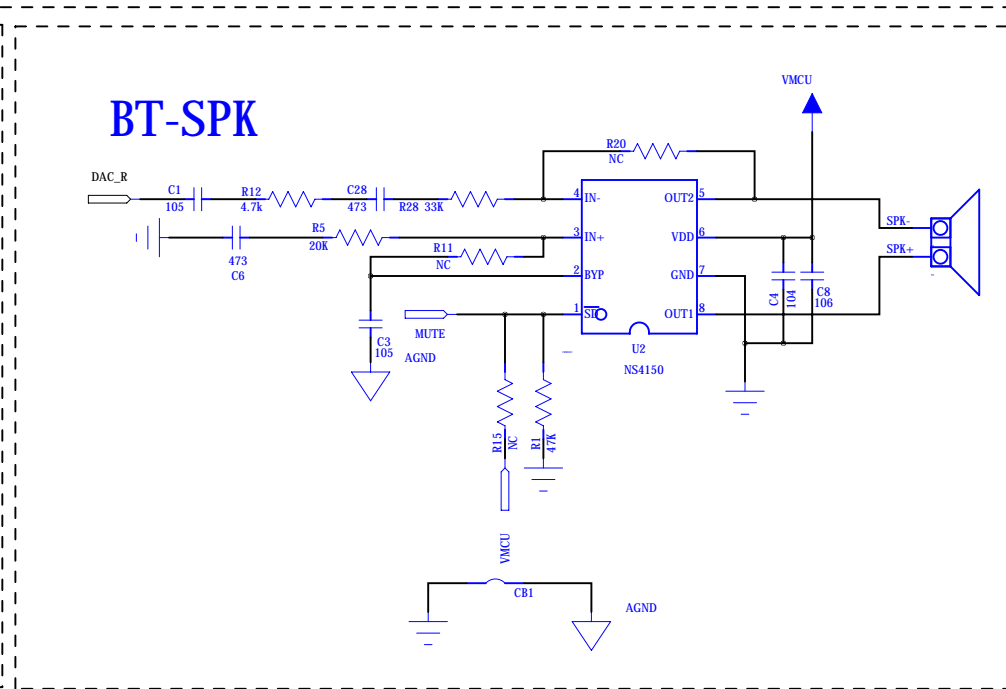 VMCU
BT-SPK
R20
NC
DAC_R
C1
105
R12
4.7k
C28
473
R28 33K
4
IN-
OUT2
5
R5
20K
473
C6
R11
NC
3
IN+
VDD
6
SPK-
SPK+
2
BYP
GND
7
C4
104
C8
106
1
SD
OUT1
8
MUTE
C3
105
AGND
U2
NS4150
R15
NC
R1
47K
VMCU
CB1
AGND